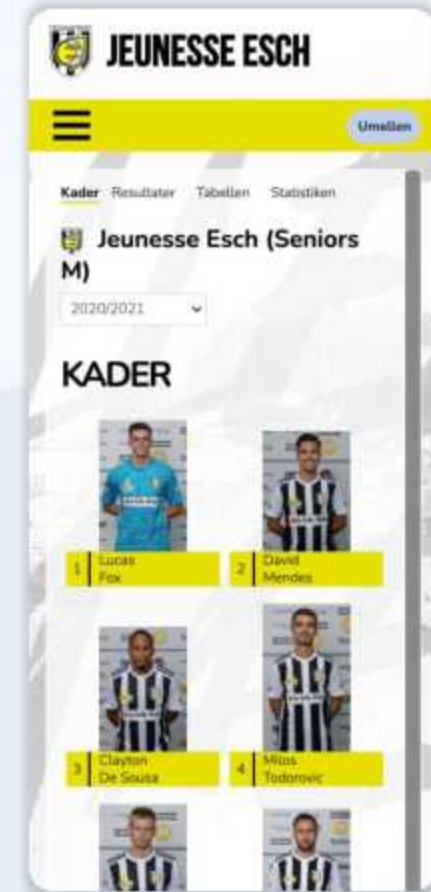 JEUNESSE ESCH
Umellen
Kader Resultater Tabellen Statistiken
Jeunesse Esch (Seniors
M)
2020/2021
KADER
1 Lucas
Fox
2 David
Mendes
3 Clayton
De Sousa
4 Milos
Todorovic